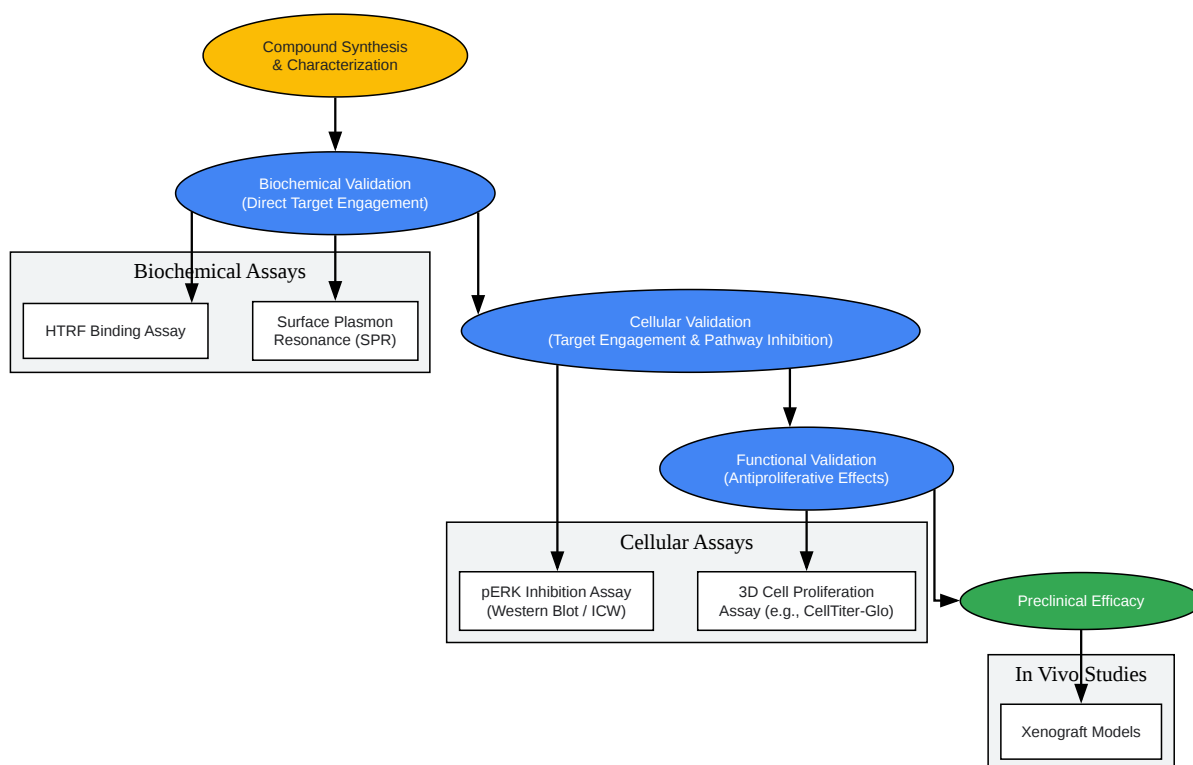 Compound Synthesis
& Characterization
Biochemical Validation
(Direct Target Engagement)
Biochemical Assays
HTRF Binding Assay
Surface Plasmon
Resonance (SPR)
Cellular Validation
(Target Engagement & Pathway Inhibition)
Functional Validation
(Antiproliferative Effects)
Cellular Assays
pERK Inhibition Assay
(Western Blot / ICW)
3D Cell Proliferation
Assay (e.g., CellTiter-Glo)
Preclinical Efficacy
In Vivo Studies
Xenograft Models